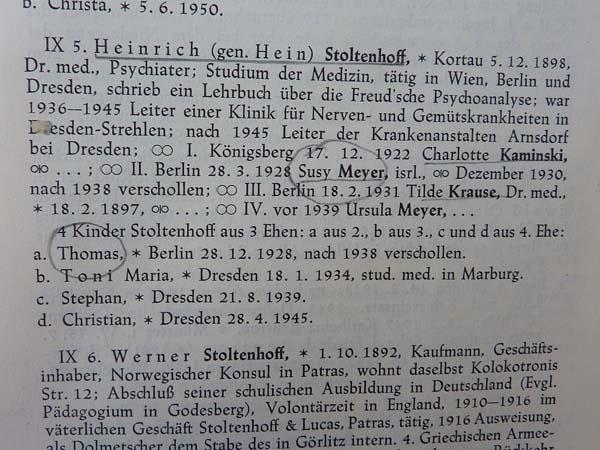 b. Christa, * 5. 6. 1950.
IX 5. Heinrich (gen. Hein) Stoltenhoff, * Kortau 5. 12. 1898,
Dr. med., Psychiater; Studium der Medizin, tätig in Wien, Berlin und
Dresden, schrieb ein Lehrbuch über die Freud'sche Psychoanalyse; war
1936—1945 Leiter einer Klinik für Nerven- und Gemütskrankheiten in
Dresden-Strehlen; nach 1945 Leiter der Krankenanstalten Arnsdorf
bei Dresden; ⚭ I. Königsberg 17. 12. 1922 Charlotte Kaminski,
⚮ . . . ; ⚭ II. Berlin 28. 3. 1928 Susy Meyer, isrl., ⚮ Dezember 1930,
nach 1938 verschollen; ⚭ III. Berlin 18. 2. 1931 Tilde Krause, Dr. med.,
* 18. 2. 1897, ⚮ . . . ; ⚭ IV. vor 1939 Ursula Meyer, . . .
4 Kinder Stoltenhoff aus 3 Ehen: a aus 2., b aus 3., c und d aus 4. Ehe:
a. Thomas, * Berlin 28. 12. 1928, nach 1938 verschollen.
b. Toni Maria, * Dresden 18. 1. 1934, stud. med. in Marburg.
c. Stephan, * Dresden 21. 8. 1939.
d. Christian, * Dresden 28. 4. 1945.
IX 6. Werner Stoltenhoff, * 1. 10. 1892, Kaufmann, Geschäfts-
inhaber, Norwegischer Konsul in Patras, wohnt daselbst Kolokotronis
Str. 12; Abschluß seiner schulischen Ausbildung in Deutschland (Evgl.
Pädagogium in Godesberg), Volontärzeit in England, 1910—1916 im
väterlichen Geschäft Stoltenhoff & Lucas, Patras, tätig, 1916 Ausweisung,
als Dolmetscher dem Stabe des in Görlitz intern. 4. Griechischen Armee-